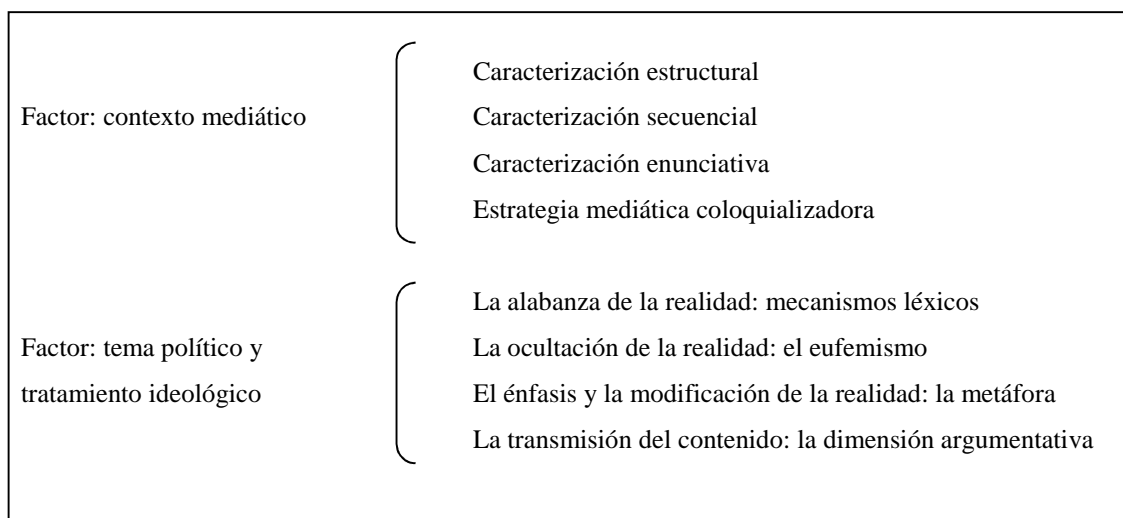 Factor: contexto mediático
Caracterización estructural
Caracterización secuencial
Caracterización enunciativa
Estrategia mediática coloquializadora
Factor: tema político y
tratamiento ideológico
La alabanza de la realidad: mecanismos léxicos
La ocultación de la realidad: el eufemismo
El énfasis y la modificación de la realidad: la metáfora
La transmisión del contenido: la dimensión argumentativa